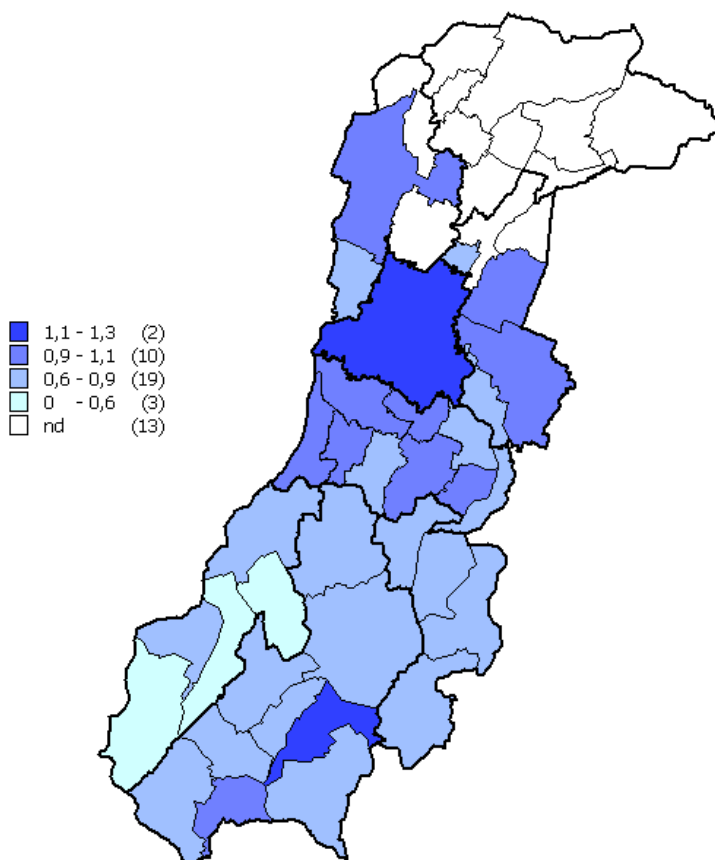 1,1 - 1,3 (2)
0,9 - 1,1 (10)
0,6 - 0,9 (19)
0 - 0,6 (3)
nd (13)